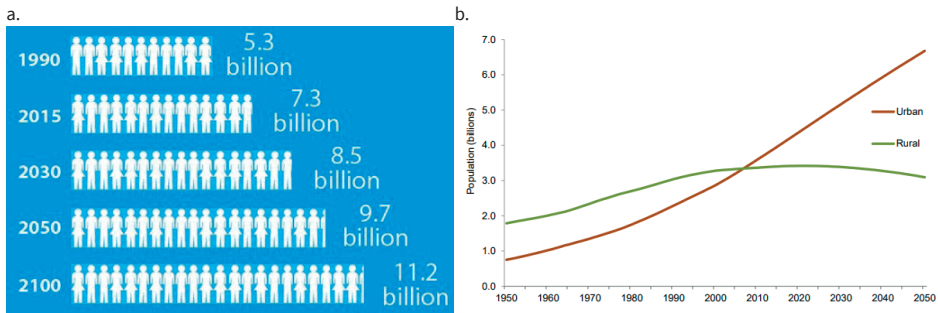 a.
1990
5.3
billion
2015
7.3
billion
2030
8.5
billion
2050
9.7
billion
2100
11.2
billion
b.
Population (billions)
7.0
6.0
5.0
4.0
3.0
2.0
1.0
0.0
1950 1960 1970 1980 1990 2000 2010 2020 2030 2040 2050
Urban
Rural